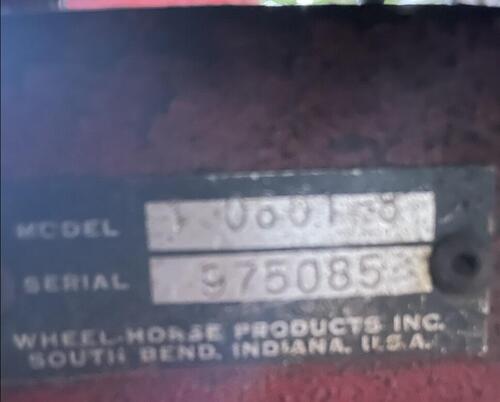 MODEL
SERIAL 975085
WHEEL-HORSE PRODUCTS INC.
SOUTH BEND, INDIANA, U.S.A.